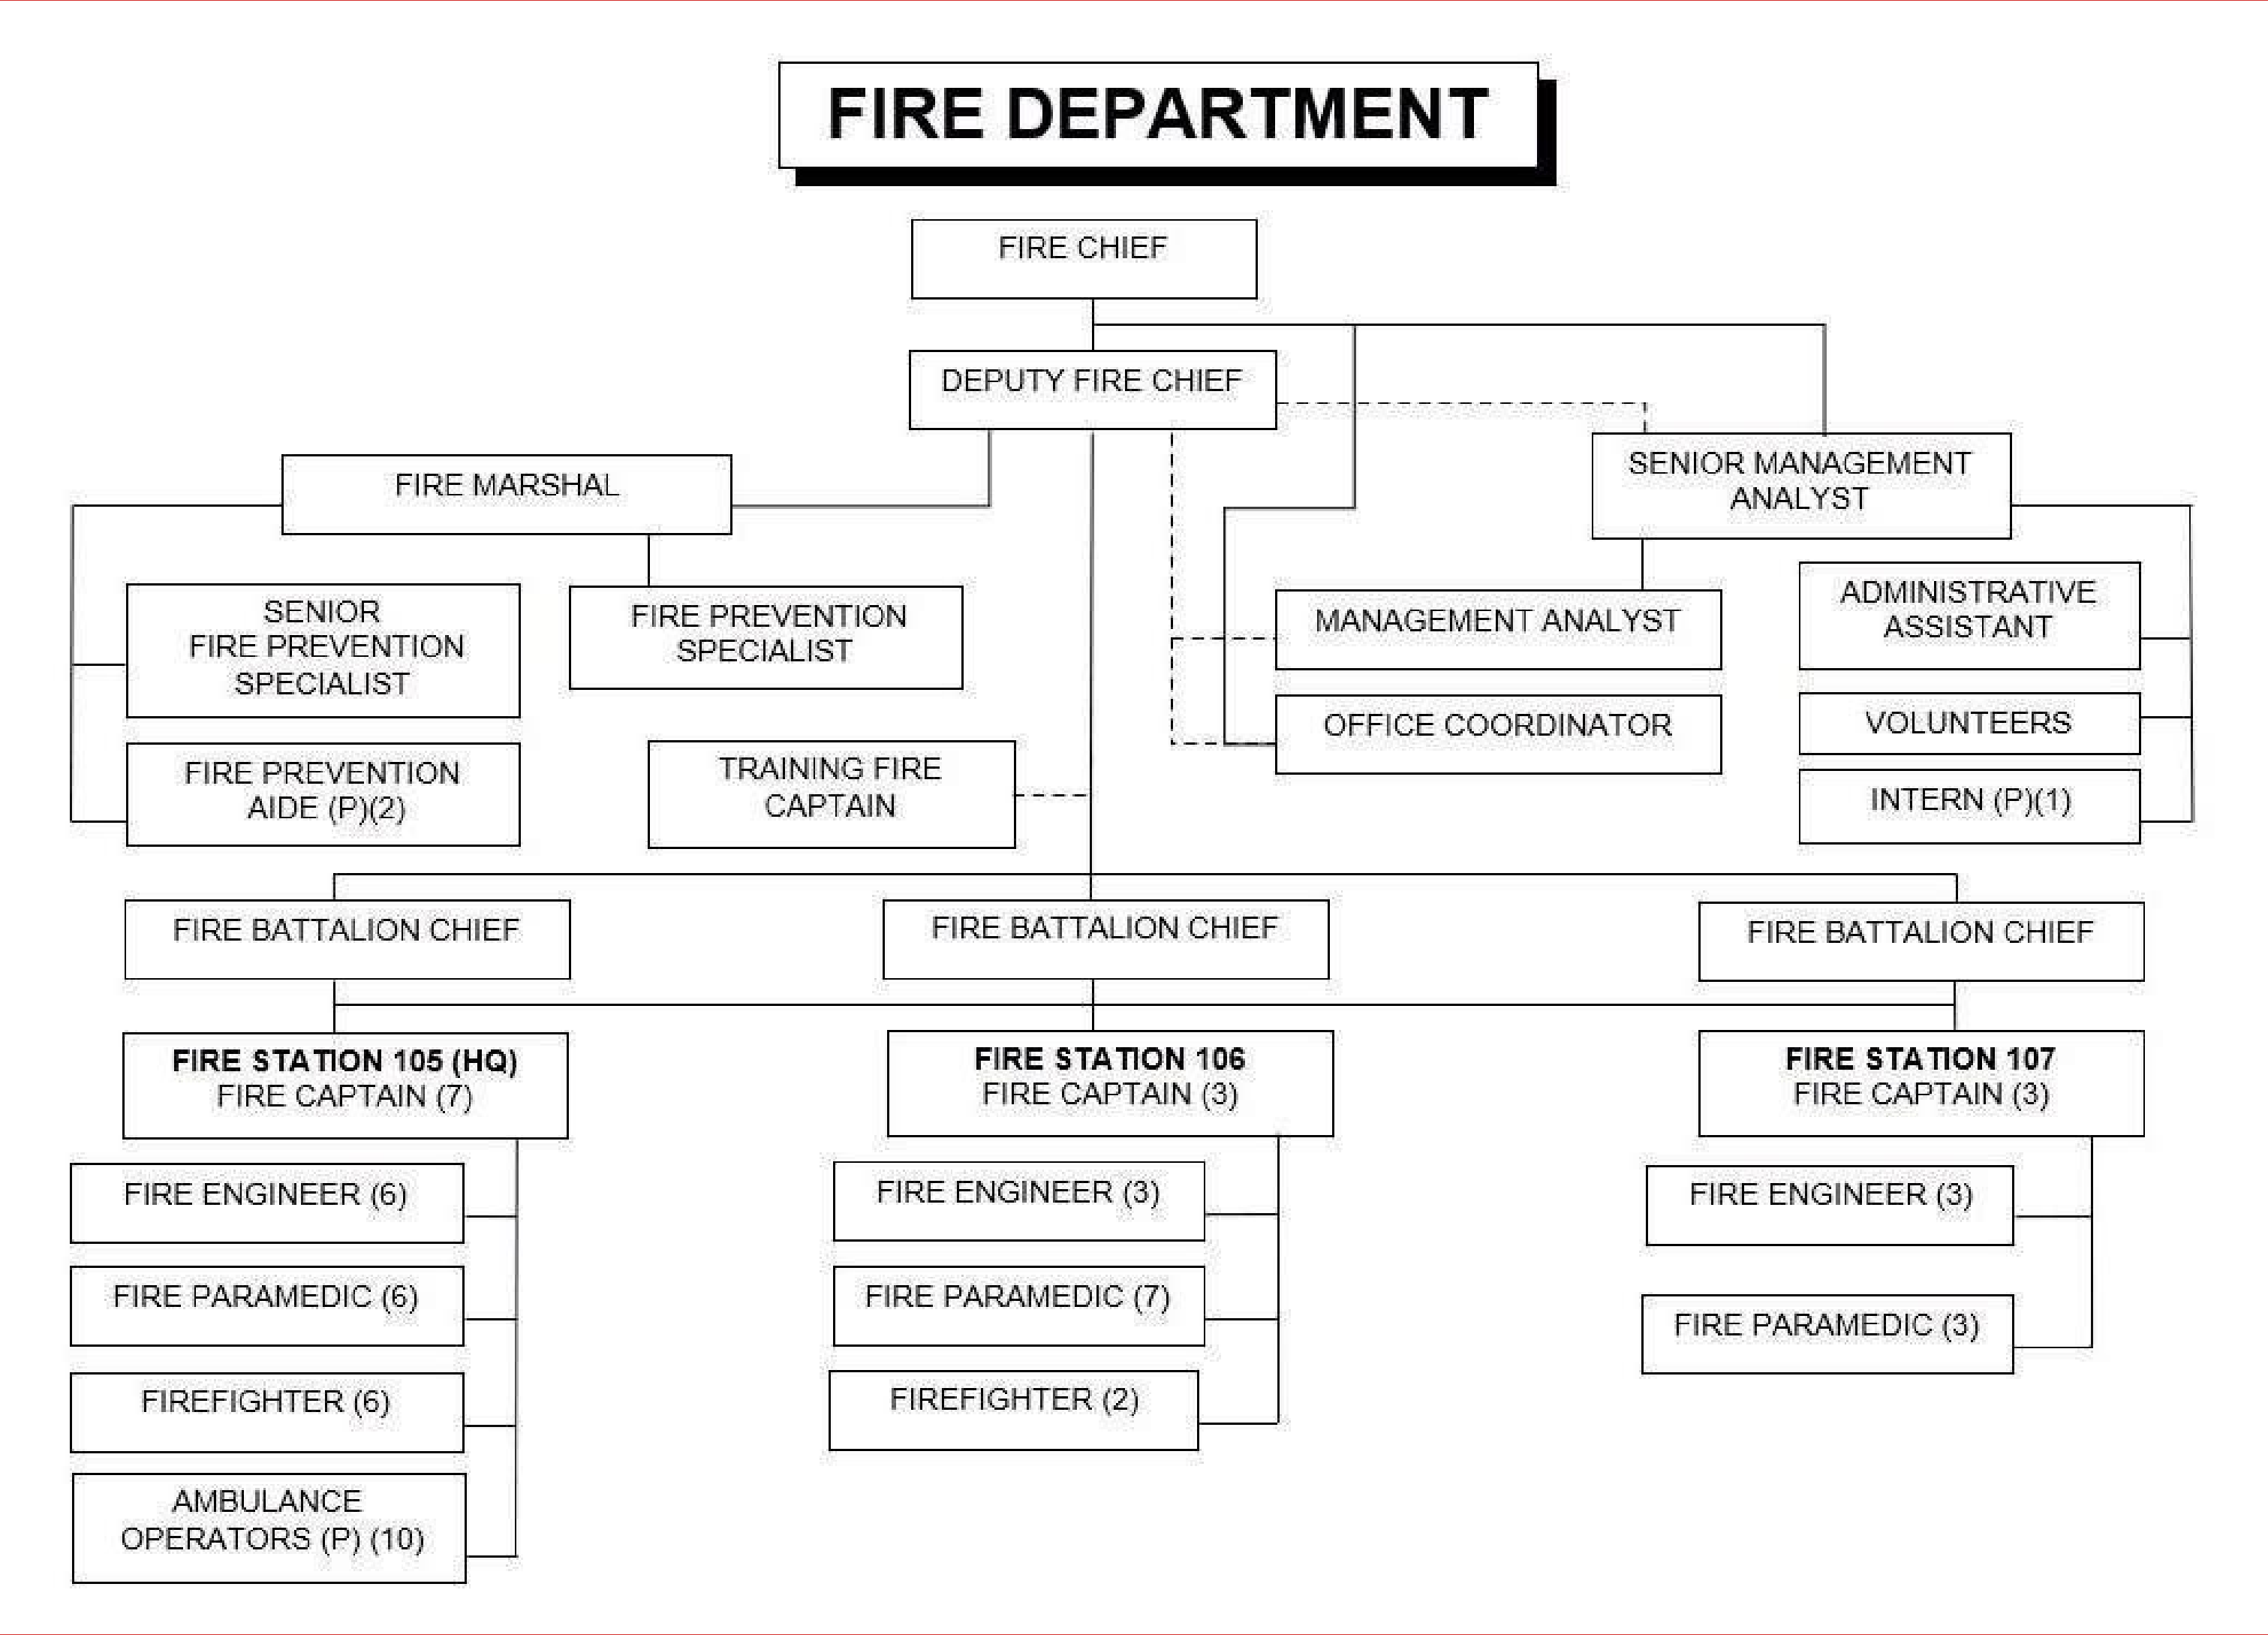 FIRE DEPARTMENT
FIRE CHIEF
DEPUTY FIRE CHIEF
FIRE MARSHAL
SENIOR MANAGEMENT
ANALYST
SENIOR
FIRE PREVENTION
SPECIALIST
FIRE PREVENTION
SPECIALIST
MANAGEMENT ANALYST
ADMINISTRATIVE
ASSISTANT
OFFICE COORDINATOR
VOLUNTEERS
FIRE PREVENTION
AIDE (P)(2)
TRAINING FIRE
CAPTAIN
INTERN (P)(1)
FIRE BATTALION CHIEF
FIRE BATTALION CHIEF
FIRE BATTALION CHIEF
FIRE STATION 105 (HQ)
FIRE CAPTAIN (7)
FIRE STATION 106
FIRE CAPTAIN (3)
FIRE STATION 107
FIRE CAPTAIN (3)
FIRE ENGINEER (6)
FIRE ENGINEER (3)
FIRE ENGINEER (3)
FIRE PARAMEDIC (6)
FIRE PARAMEDIC (7)
FIRE PARAMEDIC (3)
FIREFIGHTER (6)
FIREFIGHTER (2)
AMBULANCE
OPERATORS (P) (10)